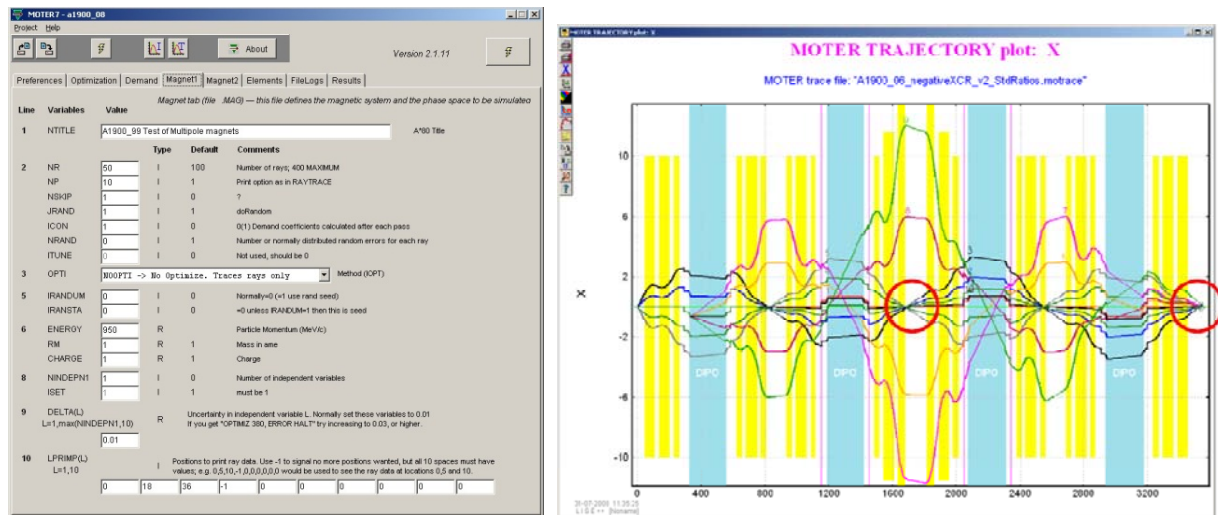 MOTER7 - a1900_08
Project Help
About
Version 2.1.11
Preferences Optimization Demand Magnet1 Magnet2 Elements FileLogs Results
Magnet tab (file .MAG) — this file defines the magnetic system and the phase space to be simulated
Line Variables Value
1 NTITLE A1900_99 Test of Multipole magnets A*80 Title
Type Default Comments
2 NR 50 I 100 Number of rays; 400 MAXIMUM
NP 10 I 1 Print option as in RAYTRACE
NSKIP 1 I 0 ?
JRAND 1 I 1 doRandom
ICON 1 I 0 0(1) Demand coefficients calculated after each pass
NRAND 0 I 1 Number or normally distributed random errors for each ray
ITUNE 0 I 0 Not used, should be 0
3 OPTI NOOPTI -> No Optimize. Traces rays only Method (IOPT)
5 IRANDUM 0 I 0 Normally=0 (=1 use rand seed)
IRANSTA 0 I 0 =0 unless IRANDUM=1 then this is seed
6 ENERGY 950 R Particle Momentum (MeV/c)
RM 1 R 1 Mass in ame
CHARGE 1 R 1 Charge
8 NINDEPN1 1 I 0 Number of independent variables
ISET 1 I 1 must be 1
9 DELTA(L) R Uncertainty in independent variable L. Normally set these variables to 0.01
L=1,max(NINDEPN1,10) If you get "OPTIMIZ 380, ERROR HALT" try increasing to 0.03, or higher.
0.01
10 LPRIMP(L) I Positions to print ray data. Use -1 to signal no more positions wanted, but all 10 spaces must have
L=1,10 values; e.g. 0,5,10,-1,0,0,0,0,0,0 would be used to see the ray data at locations 0,5 and 10.
0 18 36 -1 0 0 0 0 0 0
MOTER TRAJECTORY plot: X
MOTER TRAJECTORY plot: X
MOTER trace file: "A1900_06_negativeXCR_v2_StdRatios.motrace"
10
6
2
X
-2
DIPO DIPO DIPO DIPO
-6
-10
0 400 800 1200 1600 2000 2400 2800 3200
LISE++ [Noname]